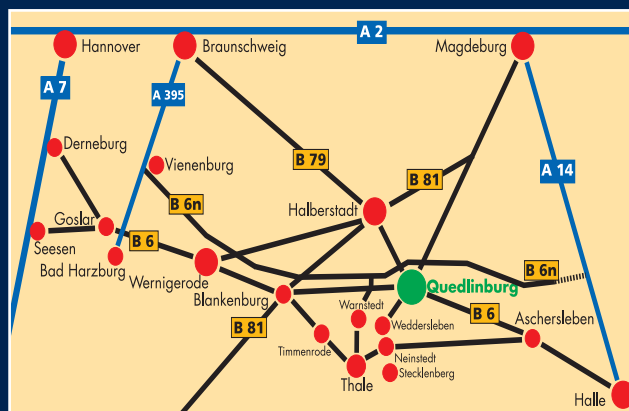 A 2
Hannover
Braunschweig
Magdeburg
A 7
A 395
Derneburg
Vienenburg
B 79
B 81
A 14
B 6n
Halberstadt
Goslar
B 6
Seesen
Bad Harzburg
Wernigerode
B 6n
Blankenburg
Quedlinburg
Warnstedt
B 6
B 81
Weddersleben
Aschersleben
Timmenrode
Neinstedt
Stecklenberg
Thale
Halle